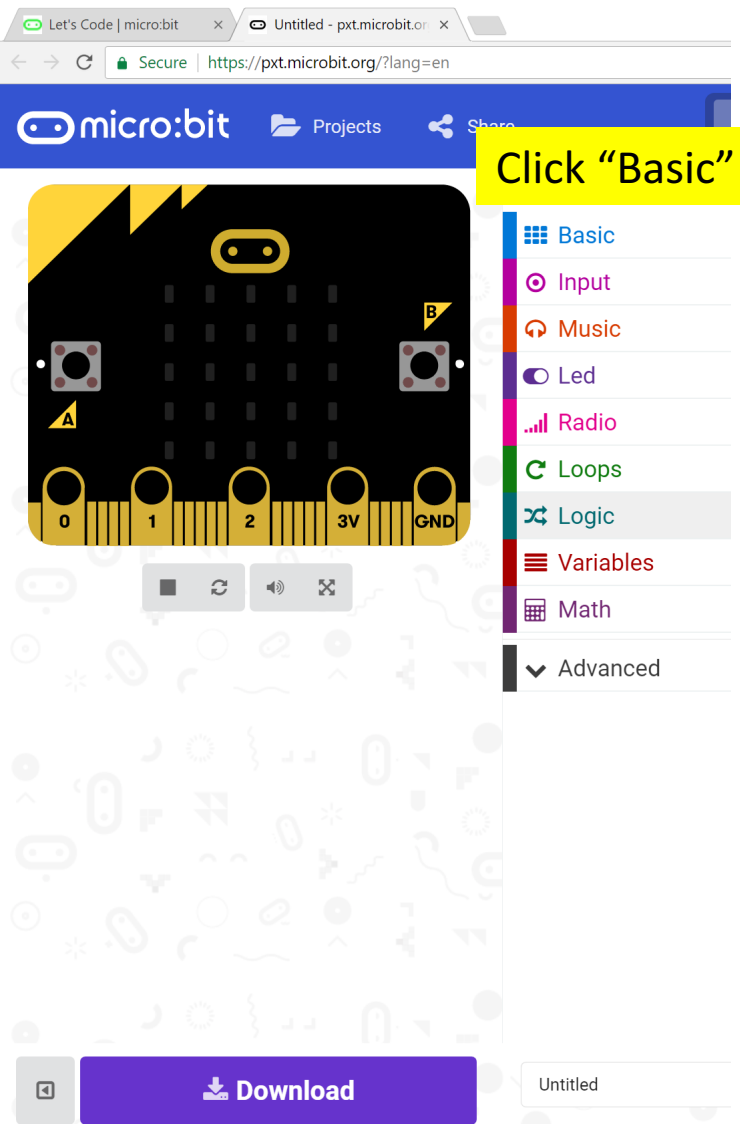 Let's Code | micro:bit
Untitled - pxt.microbit.or
Secure | https://pxt.microbit.org/?lang=en
micro:bit
Projects
Share
Click “Basic”
Basic
Input
Music
Led
Radio
Loops
Logic
Variables
Math
Advanced
B
A
0 1 2 3V GND
Download
Untitled